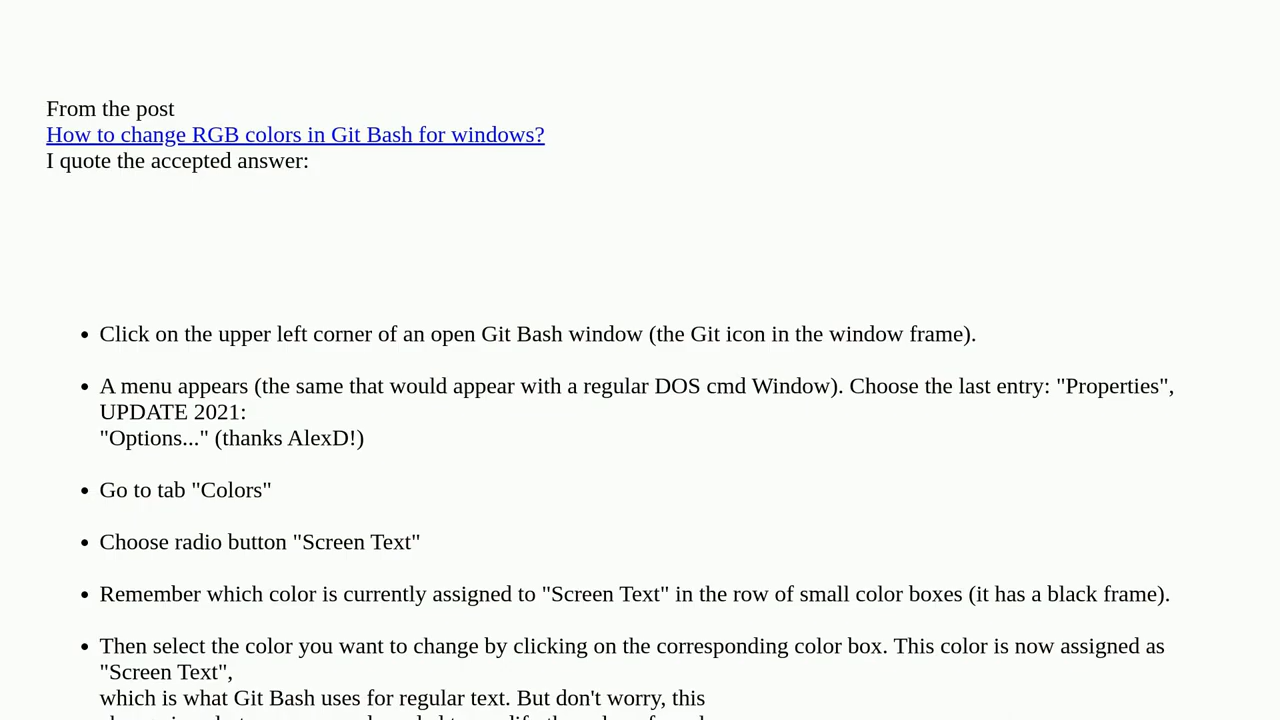 From the post
How to change RGB colors in Git Bash for windows?
I quote the accepted answer:
• Click on the upper left corner of an open Git Bash window (the Git icon in the window frame).
• A menu appears (the same that would appear with a regular DOS cmd Window). Choose the last entry: "Properties",
UPDATE 2021:
"Options..." (thanks AlexD!)
• Go to tab "Colors"
• Choose radio button "Screen Text"
• Remember which color is currently assigned to "Screen Text" in the row of small color boxes (it has a black frame).
• Then select the color you want to change by clicking on the corresponding color box. This color is now assigned as
"Screen Text",
which is what Git Bash uses for regular text. But don't worry, this